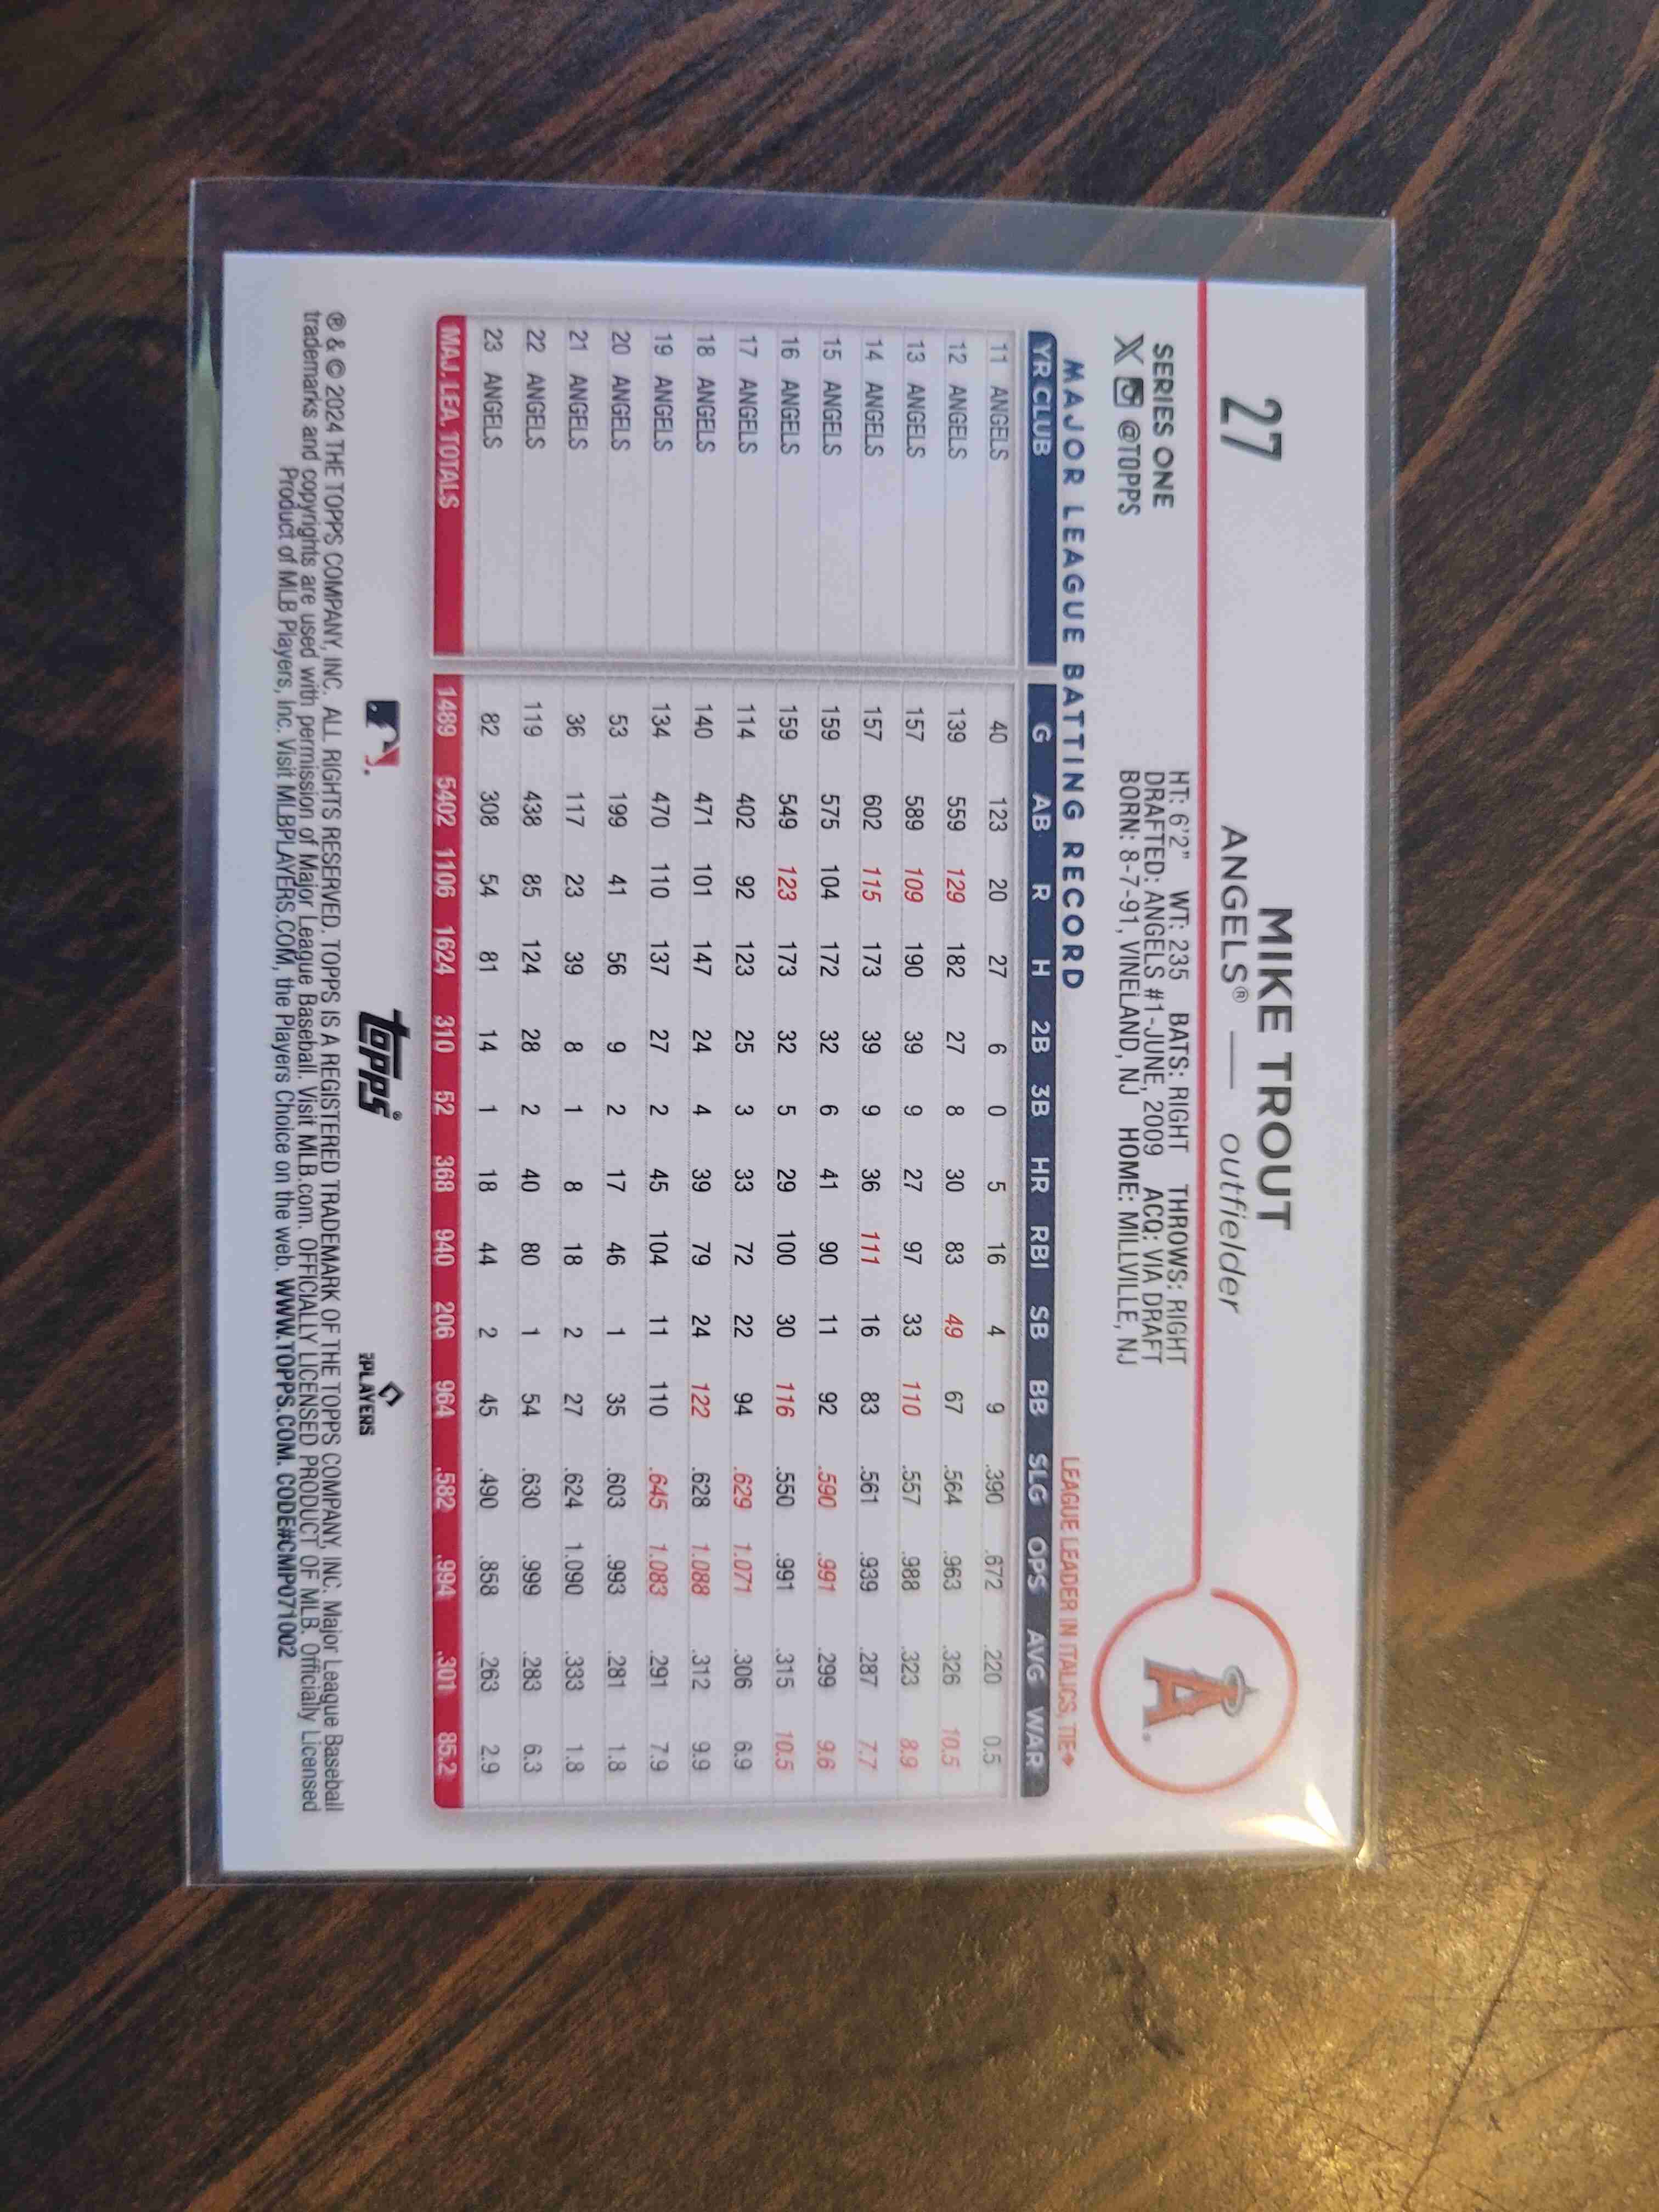 27
MIKE TROUT
ANGELS® — outfielder
SERIES ONE
X @TOPPS
HT: 6'2" WT: 235 BATS: RIGHT THROWS: RIGHT
DRAFTED: ANGELS #1-JUNE, 2009 ACQ: VIA DRAFT
BORN: 8-7-91, VINELAND, NJ HOME: MILLVILLE, NJ
A
MAJOR LEAGUE BATTING RECORD
LEAGUE LEADER IN ITALICS, TIE♦
YR CLUB G AB R H 2B 3B HR RBI SB BB SLG OPS AVG WAR
11 ANGELS 40 123 20 27 6 0 5 16 4 9 .390 .672 .220 0.5
12 ANGELS 139 559 129 182 27 8 30 83 49 67 .564 .963 .326 10.5
13 ANGELS 157 589 109 190 39 9 27 97 33 110 .557 .988 .323 8.9
14 ANGELS 157 602 115 173 39 9 36 111 16 83 .561 .939 .287 7.7
15 ANGELS 159 575 104 172 32 6 41 90 11 92 .590 .991 .299 9.6
16 ANGELS 159 549 123 173 32 5 29 100 30 116 .550 .991 .315 10.5
17 ANGELS 114 402 92 123 25 3 33 72 22 94 .629 1.071 .306 6.9
18 ANGELS 140 471 101 147 24 4 39 79 24 122 .628 1.088 .312 9.9
19 ANGELS 134 470 110 137 27 2 45 104 11 110 .645 1.083 .291 7.9
20 ANGELS 53 199 41 56 9 2 17 46 1 35 .603 .993 .281 1.8
21 ANGELS 36 117 23 39 8 1 8 18 2 27 .624 1.090 .333 1.8
22 ANGELS 119 438 85 124 28 2 40 80 1 54 .630 .999 .283 6.3
23 ANGELS 82 308 54 81 14 1 18 44 2 45 .490 .858 .263 2.9
MAJ. LEA. TOTALS 1489 5402 1106 1624 310 52 368 940 206 964 .582 .994 .301 85.2
topps®
PLAYERS
® & © 2024 THE TOPPS COMPANY, INC. ALL RIGHTS RESERVED. TOPPS IS A REGISTERED TRADEMARK OF THE TOPPS COMPANY, INC. Major League Baseball
trademarks and copyrights are used with permission of Major League Baseball. Visit MLB.com. OFFICIALLY LICENSED PRODUCT OF MLB. Officially Licensed
Product of MLB Players, Inc. Visit MLBPLAYERS.COM, the Players Choice on the web. WWW.TOPPS.COM. CODE#CMP071002